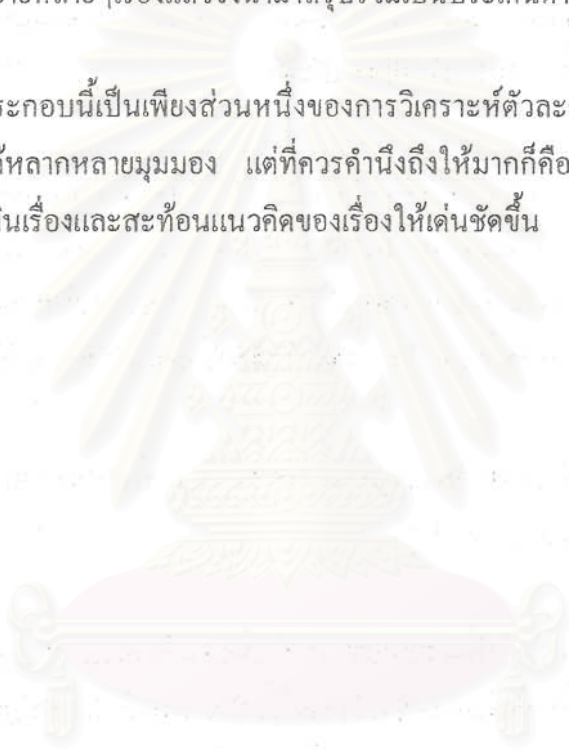 ระกอบนี้เป็นเพียงส่วนหนึ่งของการวิเคราะห์ตัวละ
หลากหลายมุมมอง แต่ที่ควรคำนึงถึงให้มากก็คือ
นเรื่องและสะท้อนแนวคิดของเรื่องให้เด่นชัดขึ้น